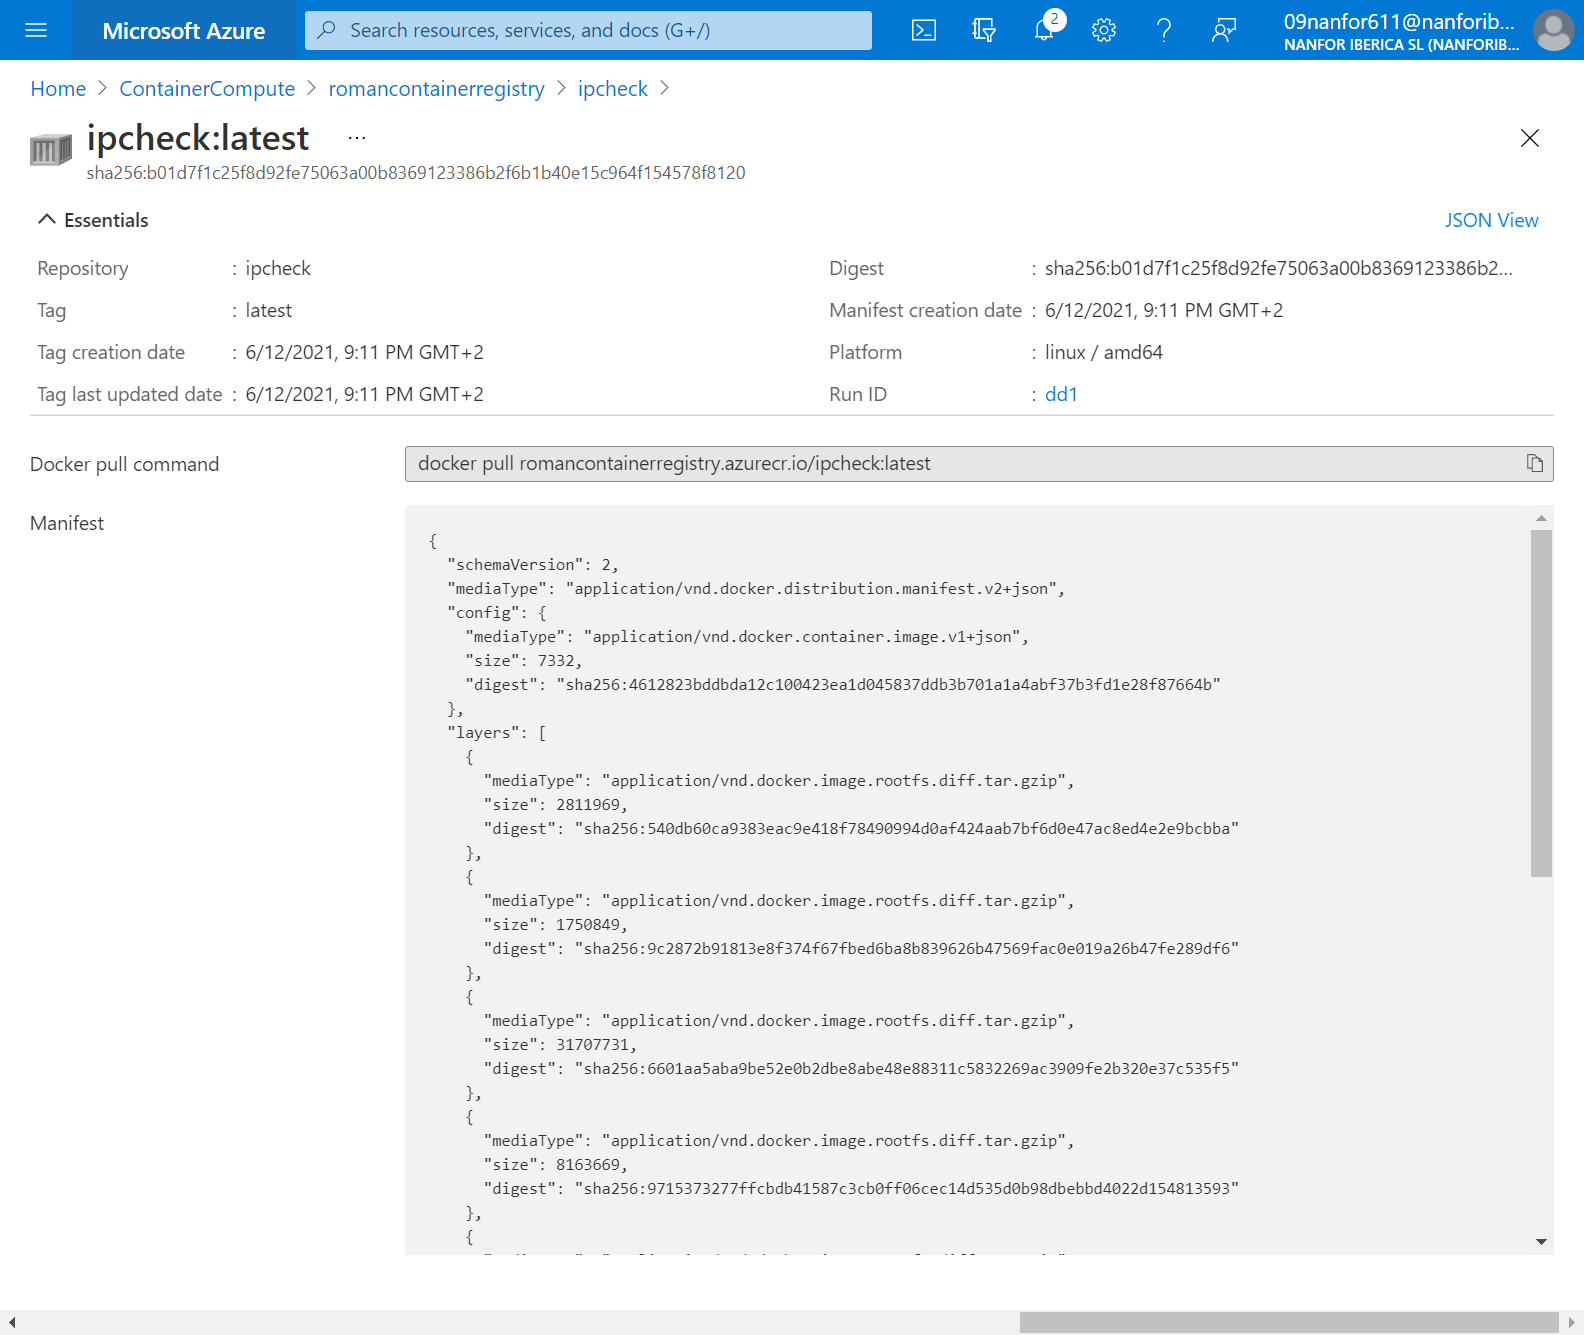 Microsoft Azure
Search resources, services, and docs (G+/)
2
09nanfor611@nanforib...
NANFOR IBERICA SL (NANFORIB...
Home > ContainerCompute > romancontainerregistry > ipcheck >
ipcheck:latest ...
sha256:b01d7f1c25f8d92fe75063a00b8369123386b2f6b1b40e15c964f154578f8120
Essentials
JSON View
Repository : ipcheck
Digest : sha256:b01d7f1c25f8d92fe75063a00b8369123386b2...
Tag : latest
Manifest creation date : 6/12/2021, 9:11 PM GMT+2
Tag creation date : 6/12/2021, 9:11 PM GMT+2
Platform : linux / amd64
Tag last updated date : 6/12/2021, 9:11 PM GMT+2
Run ID : dd1
Docker pull command
docker pull romancontainerregistry.azurecr.io/ipcheck:latest
Manifest
{
"schemaVersion": 2,
"mediaType": "application/vnd.docker.distribution.manifest.v2+json",
"config": {
"mediaType": "application/vnd.docker.container.image.v1+json",
"size": 7332,
"digest": "sha256:4612823bddbda12c100423ea1d045837ddb3b701a1a4abf37b3fd1e28f87664b"
},
"layers": [
{
"mediaType": "application/vnd.docker.image.rootfs.diff.tar.gzip",
"size": 2811969,
"digest": "sha256:540db60ca9383eac9e418f78490994d0af424aab7bf6d0e47ac8ed4e2e9bcbba"
},
{
"mediaType": "application/vnd.docker.image.rootfs.diff.tar.gzip",
"size": 1750849,
"digest": "sha256:9c2872b91813e8f374f67fbed6ba8b839626b47569fac0e019a26b47fe289df6"
},
{
"mediaType": "application/vnd.docker.image.rootfs.diff.tar.gzip",
"size": 31707731,
"digest": "sha256:6601aa5aba9be52e0b2dbe8abe48e88311c5832269ac3909fe2b320e37c535f5"
},
{
"mediaType": "application/vnd.docker.image.rootfs.diff.tar.gzip",
"size": 8163669,
"digest": "sha256:9715373277ffcbdb41587c3cb0ff06cec14d535d0b98dbebbd4022d154813593"
},
{